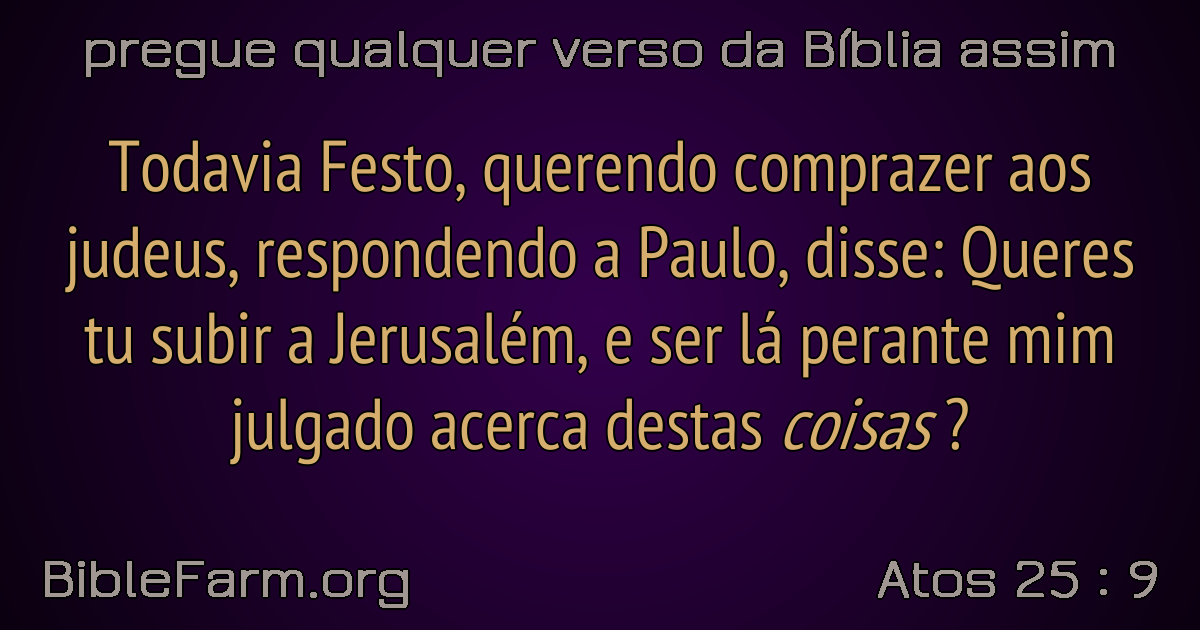 pregue qualquer verso da Bíblia assim
Todavia Festo, querendo comprazer aos
judeus, respondendo a Paulo, disse: Queres
tu subir a Jerusalém, e ser lá perante mim
julgado acerca destas coisas ?
BibleFarm.org
Atos 25 : 9